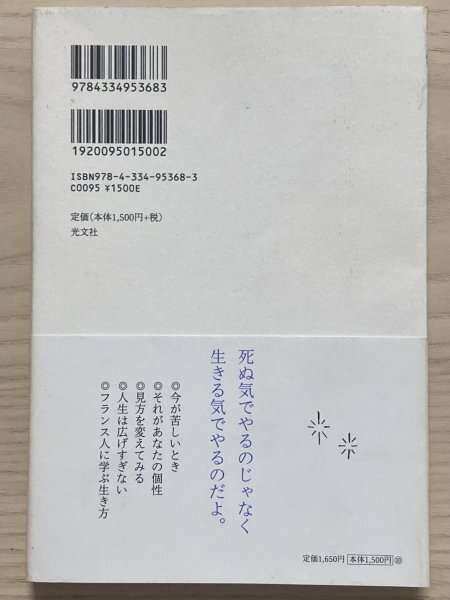 9784334953683
1920095015002
ISBN978-4-334-95368-3
C0095 ¥1500E
定価(本体1,500円+税)
光文社
死ぬ気でやるのじゃなく
生きる気でやるのだよ。
◎今が苦しいとき
◎それがあなたの個性
◎見方を変えてみる
◎人生は広げすぎない
◎フランス人に学ぶ生き方
定価1,650円 本体1,500円 ⑩